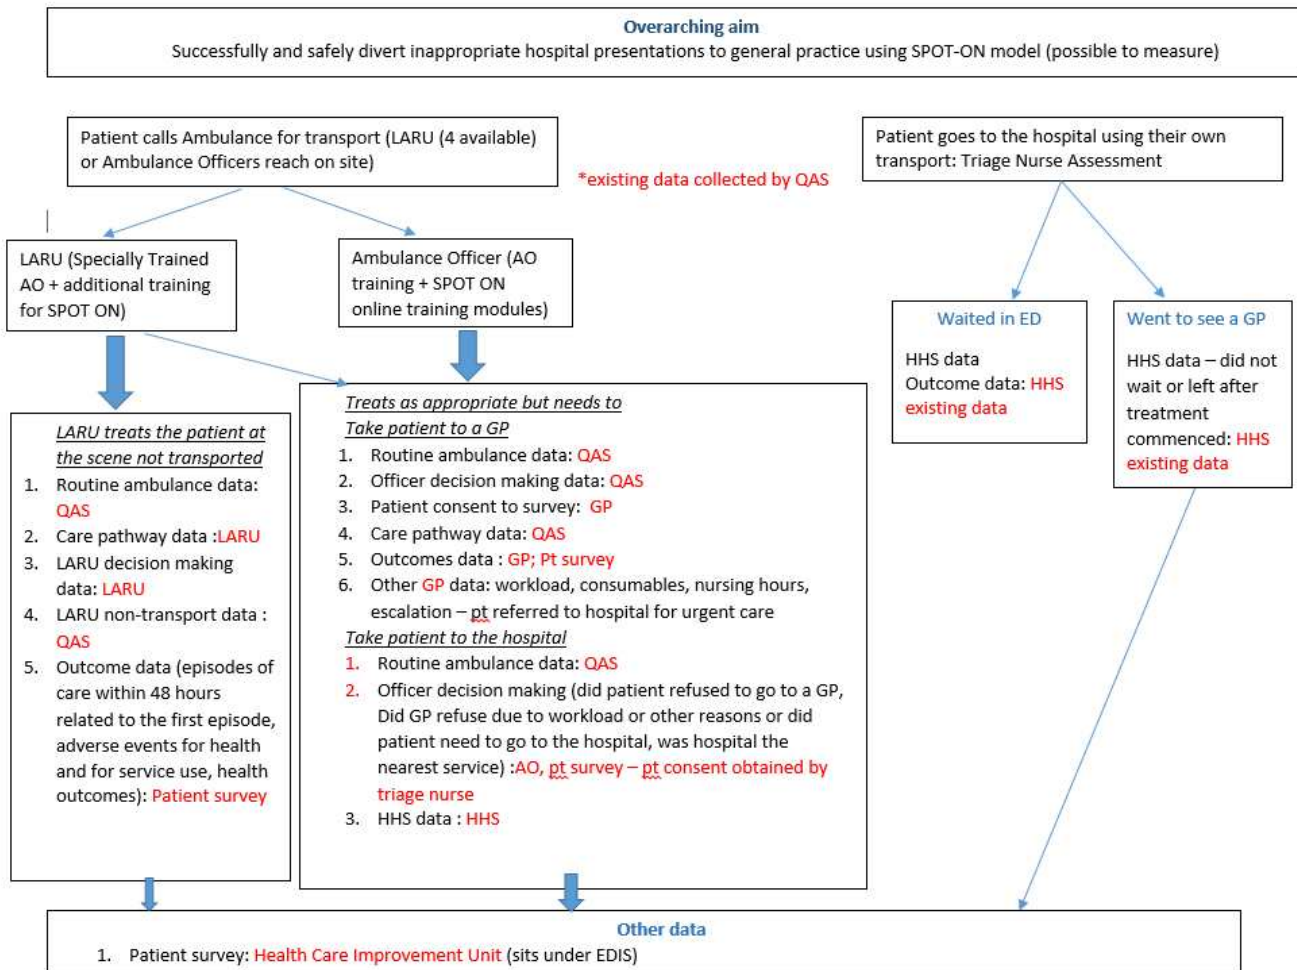 Overarching aim
Successfully and safely divert inappropriate hospital presentations to general practice using SPOT-ON model (possible to measure)
Patient calls Ambulance for transport (LARU (4 available)
or Ambulance Officers reach on site)
*existing data collected by QAS
Patient goes to the hospital using their own
transport: Triage Nurse Assessment
LARU (Specially Trained
AO + additional training
for SPOT ON)
Ambulance Officer (AO
training + SPOT ON
online training modules)
Waited in ED
HHS data
Outcome data: HHS
existing data
Went to see a GP
HHS data – did not
wait or left after
treatment
commenced: HHS
existing data
LARU treats the patient at
the scene not transported
1. Routine ambulance data:
QAS
2. Care pathway data :LARU
3. LARU decision making
data: LARU
4. LARU non-transport data :
QAS
5. Outcome data (episodes of
care within 48 hours
related to the first episode,
adverse events for health
and for service use, health
outcomes): Patient survey
Treats as appropriate but needs to
Take patient to a GP
1. Routine ambulance data: QAS
2. Officer decision making data: QAS
3. Patient consent to survey: GP
4. Care pathway data: QAS
5. Outcomes data : GP; Pt survey
6. Other GP data: workload, consumables, nursing hours,
escalation – pt referred to hospital for urgent care
Take patient to the hospital
1. Routine ambulance data: QAS
2. Officer decision making (did patient refused to go to a GP,
Did GP refuse due to workload or other reasons or did
patient need to go to the hospital, was hospital the
nearest service) :AO, pt survey – pt consent obtained by
triage nurse
3. HHS data : HHS
Other data
1. Patient survey: Health Care Improvement Unit (sits under EDIS)